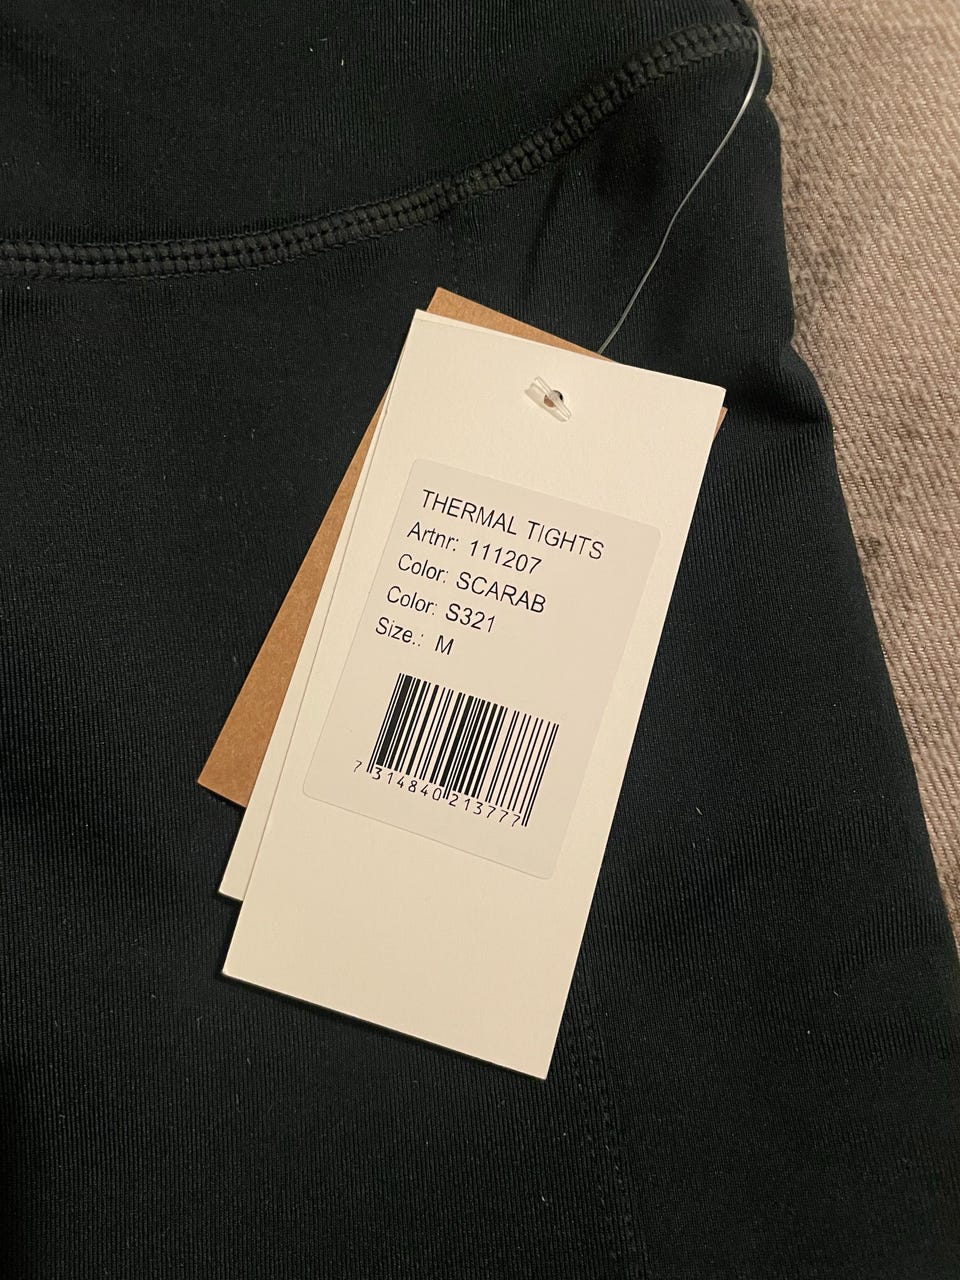 THERMAL TIGHTS
Artnr: 111207
Color: SCARAB
Color: S321
Size.: M
7 314840 213777